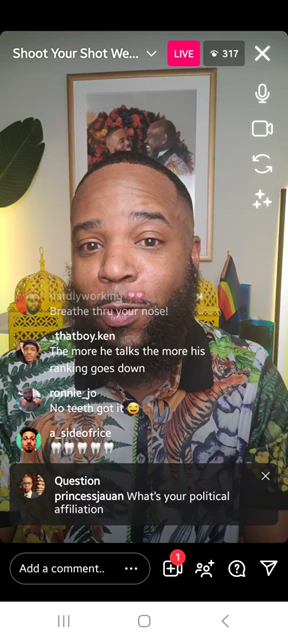 Shoot Your Shot We...
LIVE
317
hardlyworking
Breathe thru your nose!
_thatboy.ken
The more he talks the more his
ranking goes down
ronnie_jo
No teeth got it 😂
a_sideofrice
🦷🦷🦷🦷🦷
Question
princessjauan What's your political
affiliation
Add a comment..
1